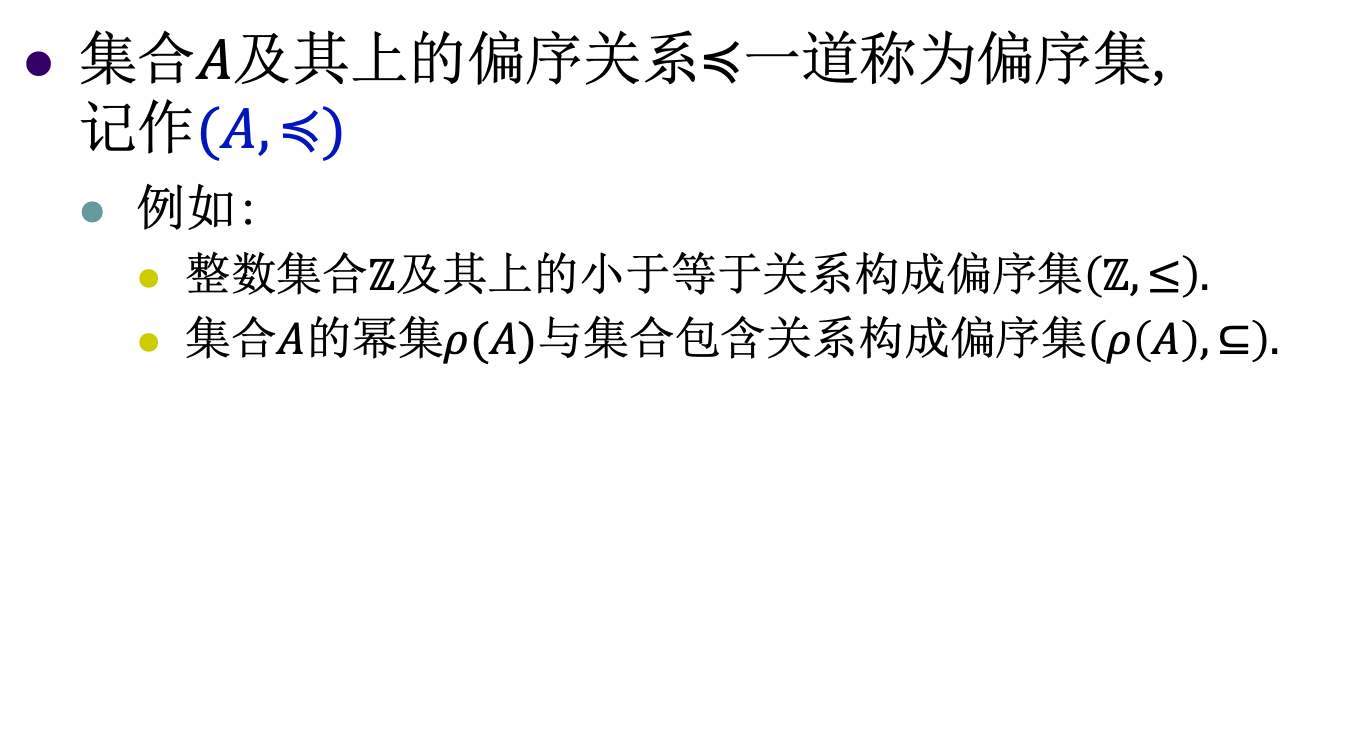 集合A及其上的偏序关系≼一道称为偏序集,
记作(A,≼)
例如:
整数集合ℤ及其上的小于等于关系构成偏序集(ℤ,≤).
集合A的幂集ρ(A)与集合包含关系构成偏序集(ρ(A),⊆).